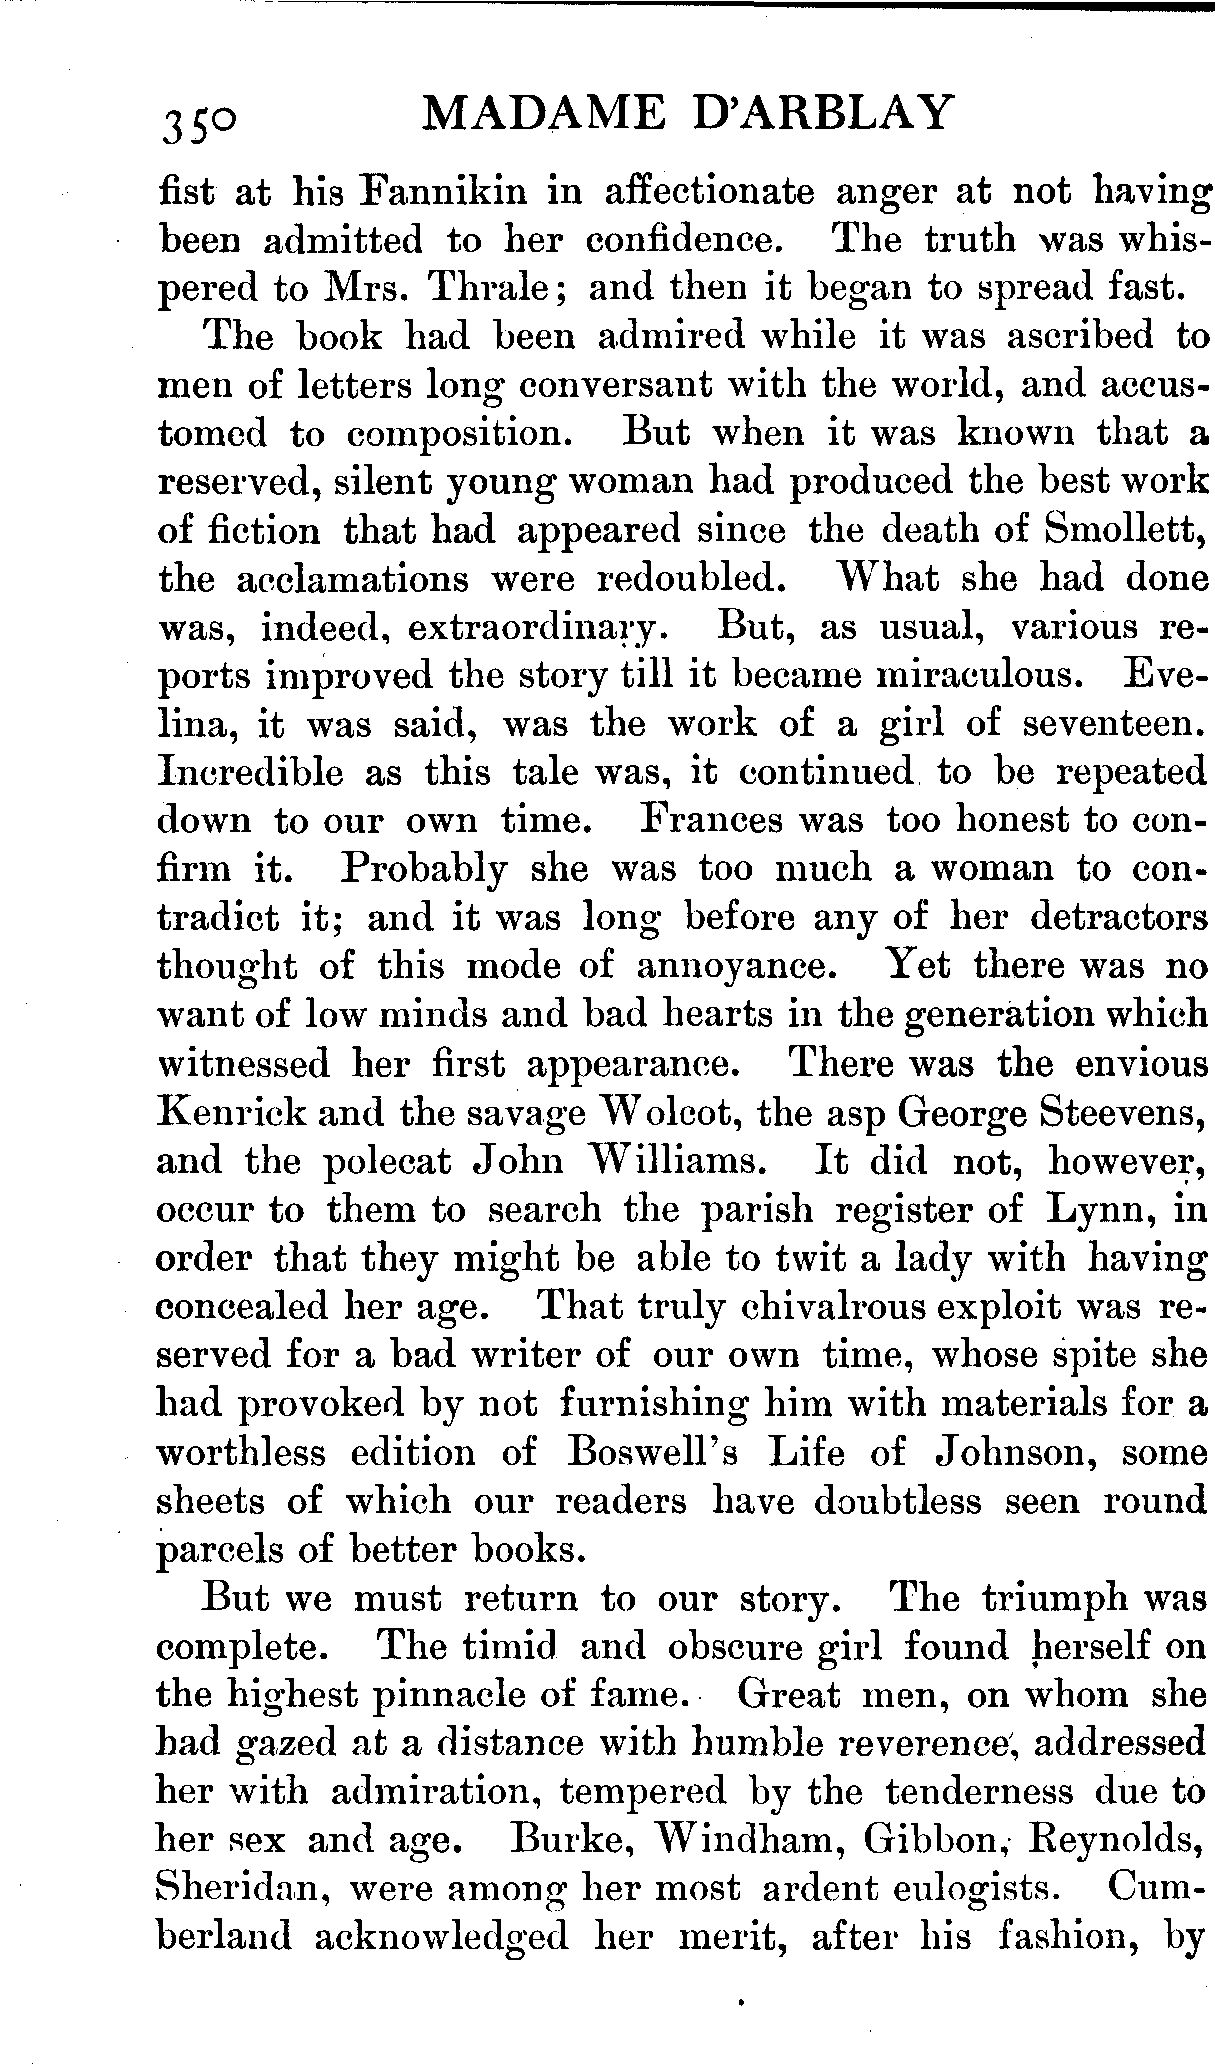 350 MADAME D'ARBLAY
fist at his Fannikin in affectionate anger at not having
been admitted to her confidence. The truth was whis-
pered to Mrs. Thrale; and then it began to spread fast.
The book had been admired while it was ascribed to
men of letters long conversant with the world, and accus-
tomed to composition. But when it was known that a
reserved, silent young woman had produced the best work
of fiction that had appeared since the death of Smollett,
the acclamations were redoubled. What she had done
was, indeed, extraordinary. But, as usual, various re-
ports improved the story till it became miraculous. Eve-
lina, it was said, was the work of a girl of seventeen.
Incredible as this tale was, it continued to be repeated
down to our own time. Frances was too honest to con-
firm it. Probably she was too much a woman to con-
tradict it; and it was long before any of her detractors
thought of this mode of annoyance. Yet there was no
want of low minds and bad hearts in the generation which
witnessed her first appearance. There was the envious
Kenrick and the savage Wolcot, the asp George Steevens,
and the polecat John Williams. It did not, however,
occur to them to search the parish register of Lynn, in
order that they might be able to twit a lady with having
concealed her age. That truly chivalrous exploit was re-
served for a bad writer of our own time, whose spite she
had provoked by not furnishing him with materials for a
worthless edition of Boswell's Life of Johnson, some
sheets of which our readers have doubtless seen round
parcels of better books.
But we must return to our story. The triumph was
complete. The timid and obscure girl found herself on
the highest pinnacle of fame. Great men, on whom she
had gazed at a distance with humble reverence, addressed
her with admiration, tempered by the tenderness due to
her sex and age. Burke, Windham, Gibbon, Reynolds,
Sheridan, were among her most ardent eulogists. Cum-
berland acknowledged her merit, after his fashion, by